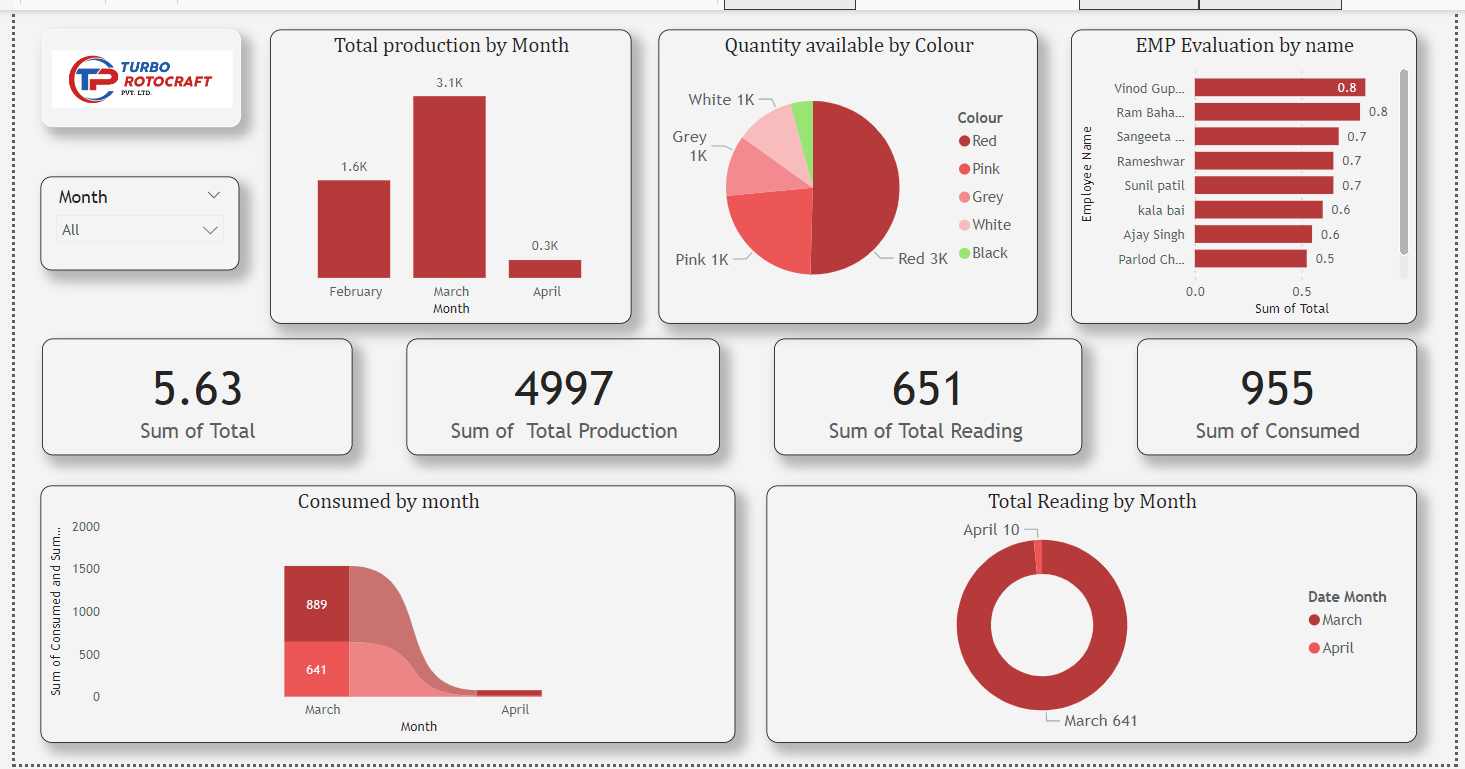 TURBO
ROTOCRAFT
PVT. LTD.
Month
All
Total production by Month
3.1K
1.6K
0.3K
February March April
Month
Quantity available by Colour
White 1K
Grey
1K
Pink 1K
Red 3K
Colour
Red
Pink
Grey
White
Black
EMP Evaluation by name
Employee Name
Vinod Gup... 0.8
Ram Baha... 0.8
Sangeeta ... 0.7
Rameshwar 0.7
Sunil patil 0.7
kala bai 0.6
Ajay Singh 0.6
Parlod Ch... 0.5
0.0 0.5
Sum of Total
5.63
Sum of Total
4997
Sum of Total Production
651
Sum of Total Reading
955
Sum of Consumed
Consumed by month
Sum of Consumed and Sum...
2000
1500
1000
500
0
889
641
March April
Month
Total Reading by Month
April 10
March 641
Date Month
March
April